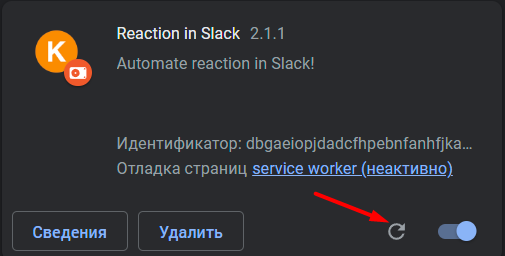 K
Reaction in Slack 2.1.1
Automate reaction in Slack!
Идентификатор: dbgaeiopjdadcfhpebnfanhfjka...
Отладка страниц service worker (неактивно)
Сведения Удалить